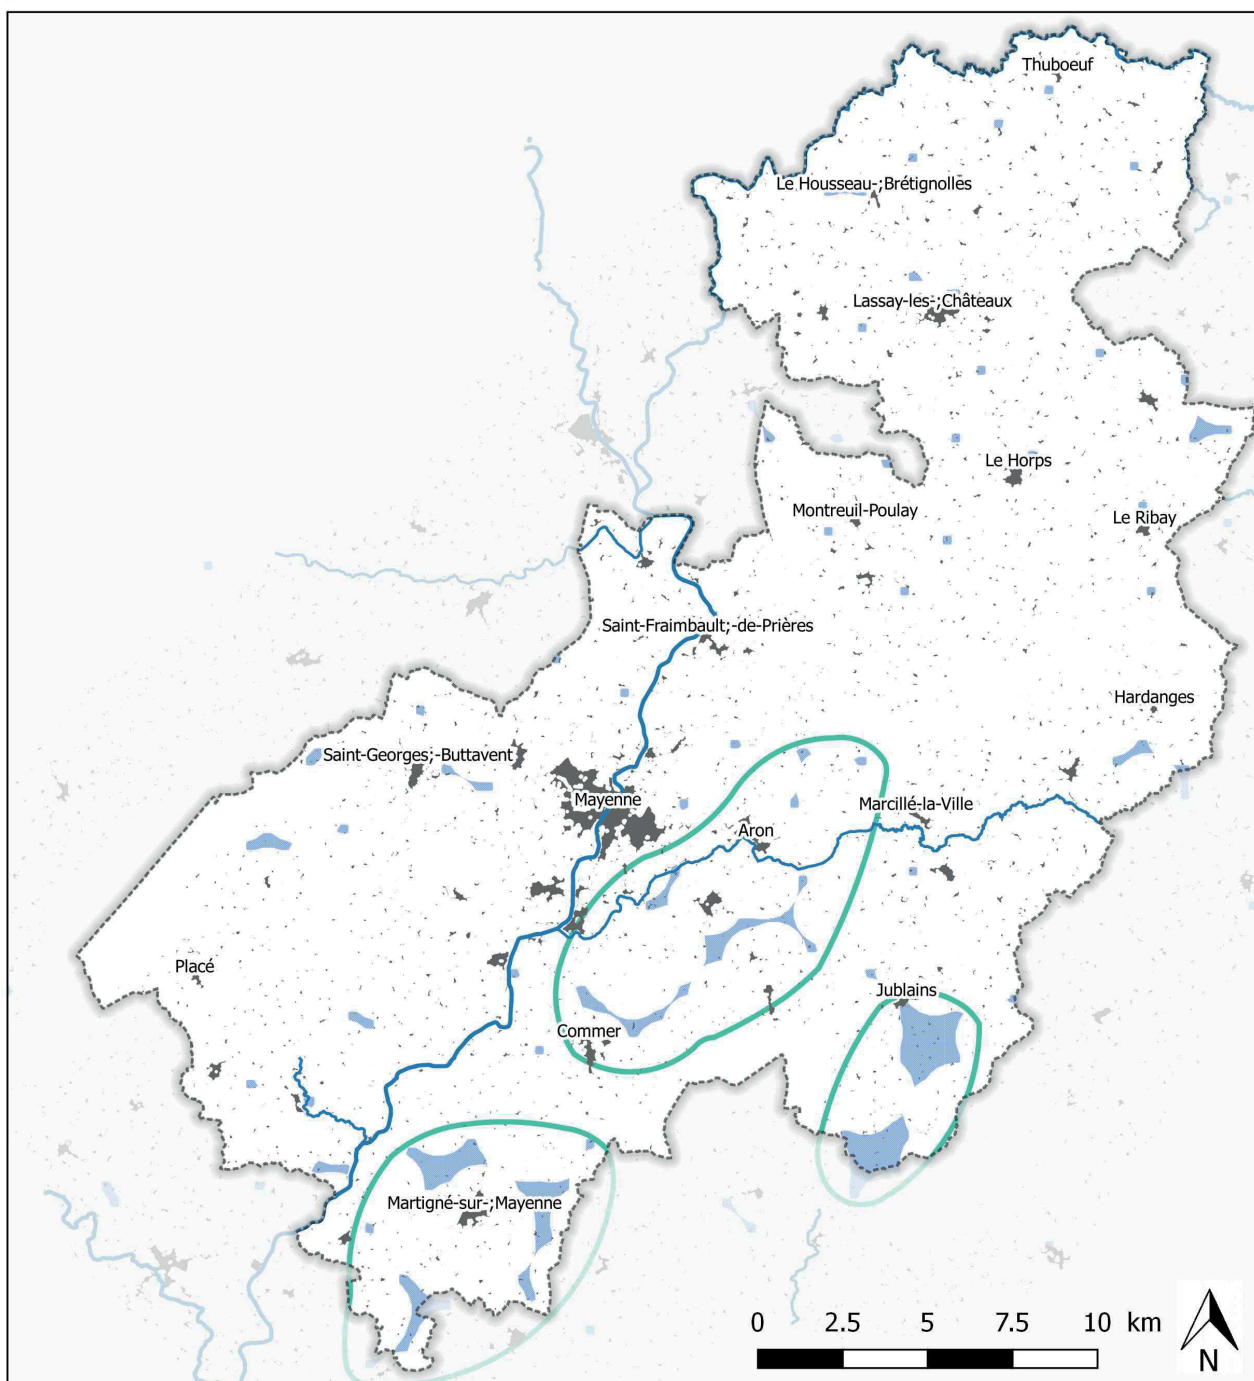 Thuboeuf
Le Housseau-;Brétignolles
Lassay-les-;Châteaux
Le Horps
Montreuil-Poulay
Le Ribay
Saint-Fraimbault;-de-Prières
Hardanges
Saint-Georges;-Buttavent
Mayenne
Marcillé-la-Ville
Aron
Placé
Jublains
Commer
Martigné-sur-;Mayenne
0 2.5 5 7.5 10 km
N